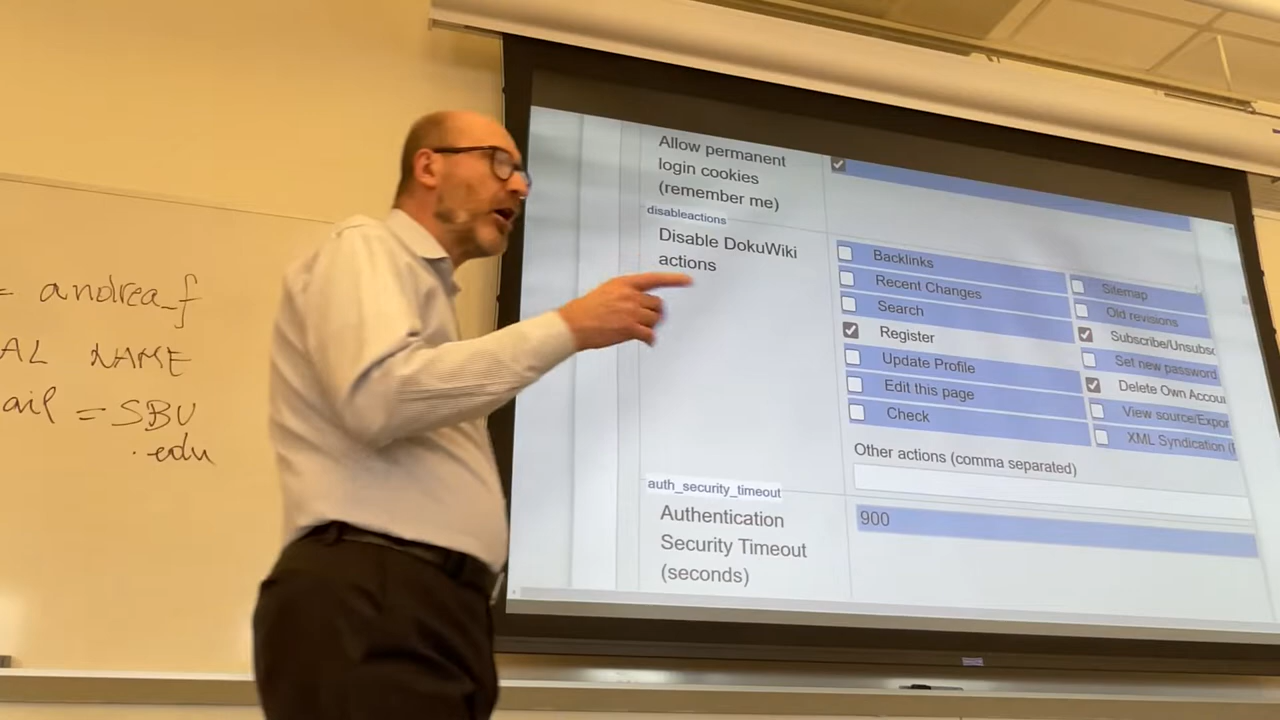 = andrea_f
AL NAME
ail = SBU
.edu
Allow permanent
login cookies
(remember me)
disableactions
Disable DokuWiki
actions
Backlinks
Recent Changes
Search
Register
Update Profile
Edit this page
Check
Sitemap
Old revisions
Subscribe/Unsubsc
Set new password
Delete Own Accou
View source/Expor
XML Syndication (
Other actions (comma separated)
auth_security_timeout
Authentication
Security Timeout
(seconds)
900